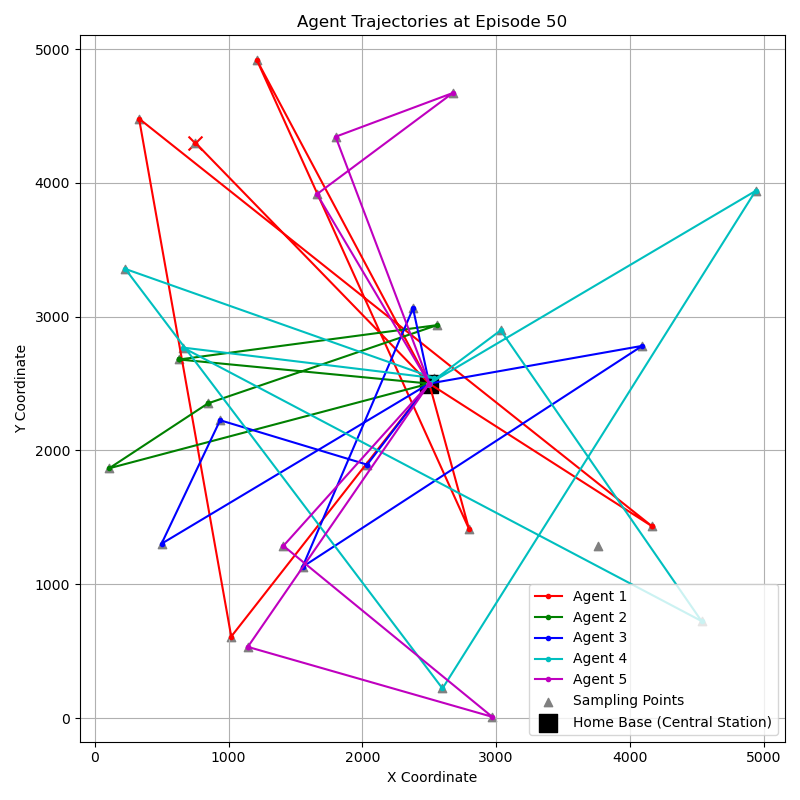 Agent Trajectories at Episode 50
5000
4000
3000
2000
1000
0
Y Coordinate
0 1000 2000 3000 4000 5000
X Coordinate
Agent 1
Agent 2
Agent 3
Agent 4
Agent 5
Sampling Points
Home Base (Central Station)